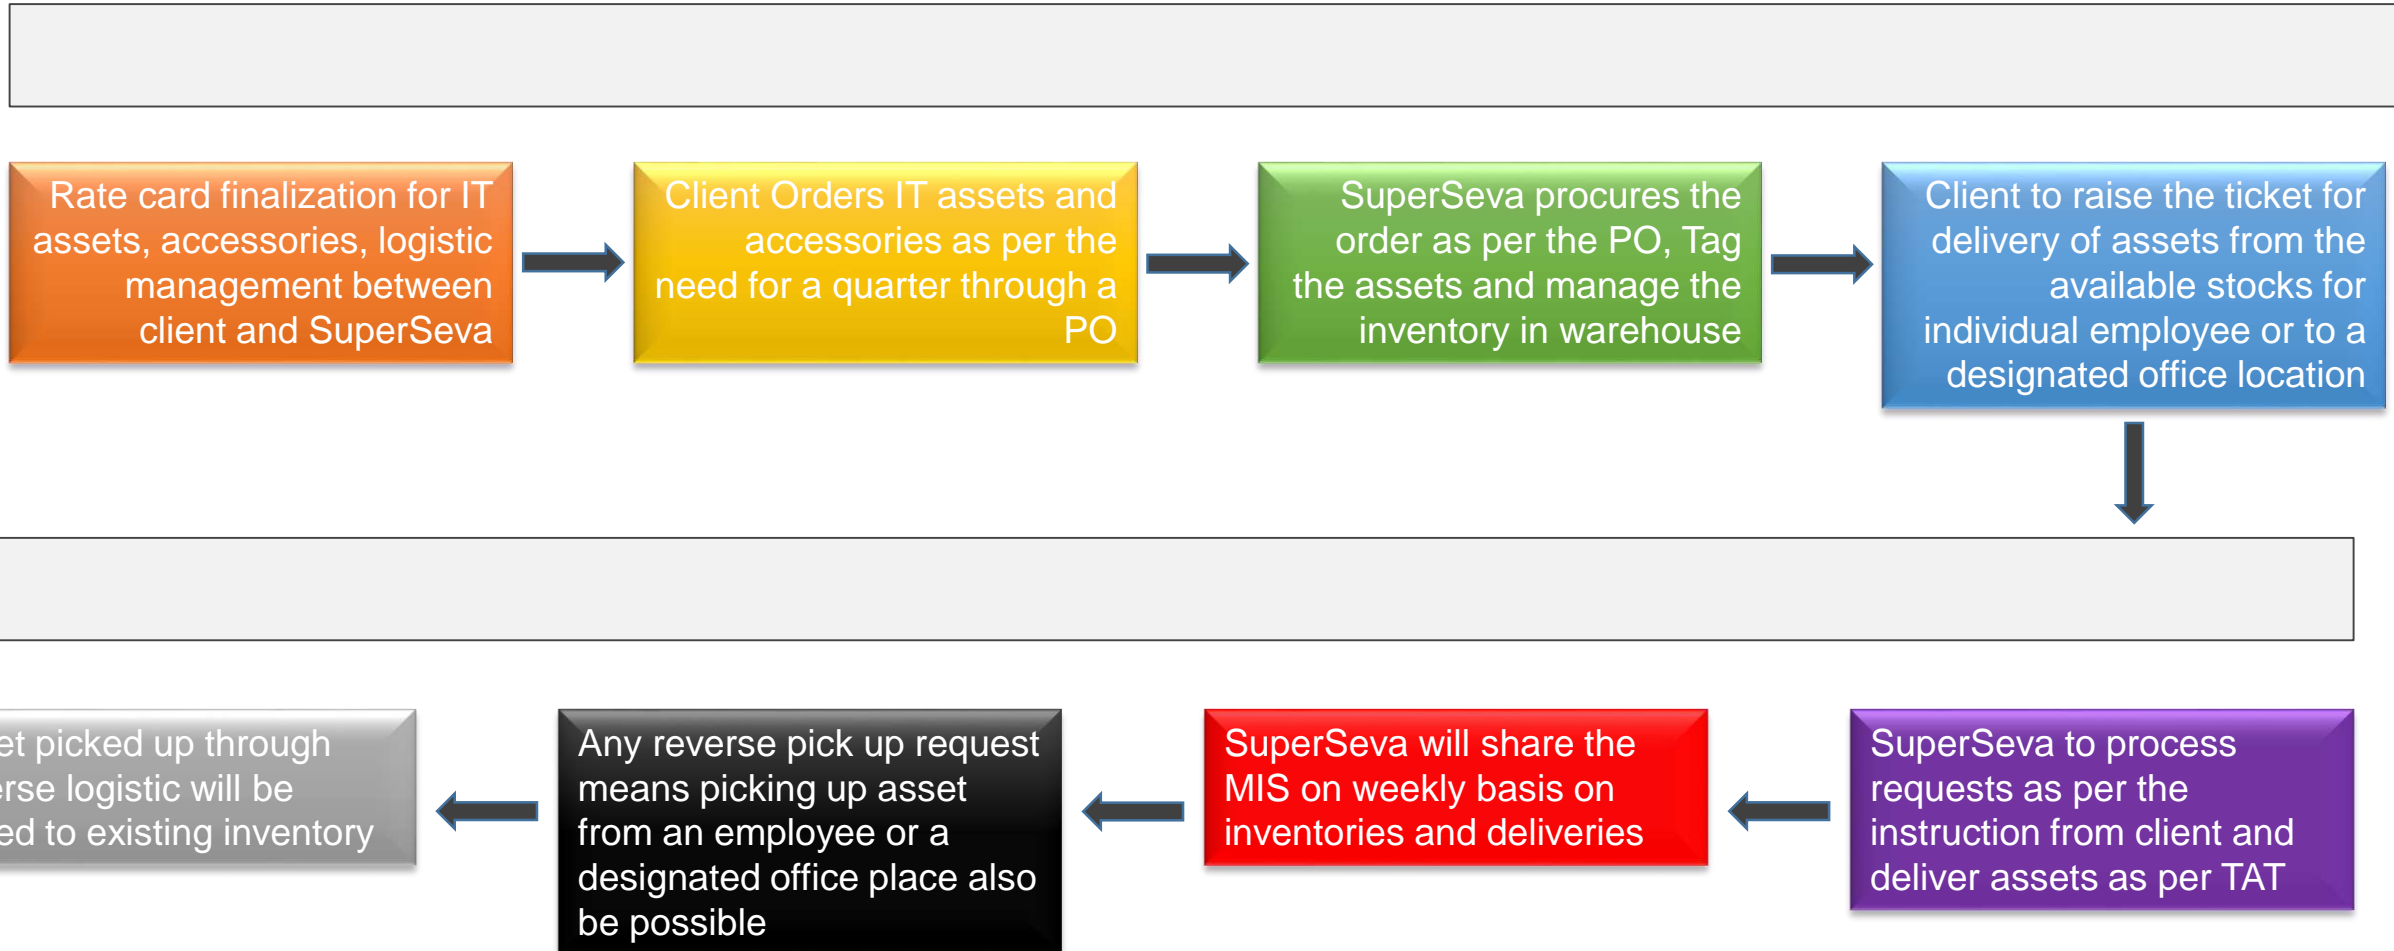 Rate card finalization for IT
assets, accessories, logistic
management between
client and SuperSeva
Client Orders IT assets and
accessories as per the
need for a quarter through a
PO
SuperSeva procures the
order as per the PO, Tag
the assets and manage the
inventory in warehouse
Client to raise the ticket for
delivery of assets from the
available stocks for
individual employee or to a
designated office location
SuperSeva to process
requests as per the
instruction from client and
deliver assets as per TAT
SuperSeva will share the
MIS on weekly basis on
inventories and deliveries
Any reverse pick up request
means picking up asset
from an employee or a
designated office place also
be possible
et picked up through
erse logistic will be
ed to existing inventory